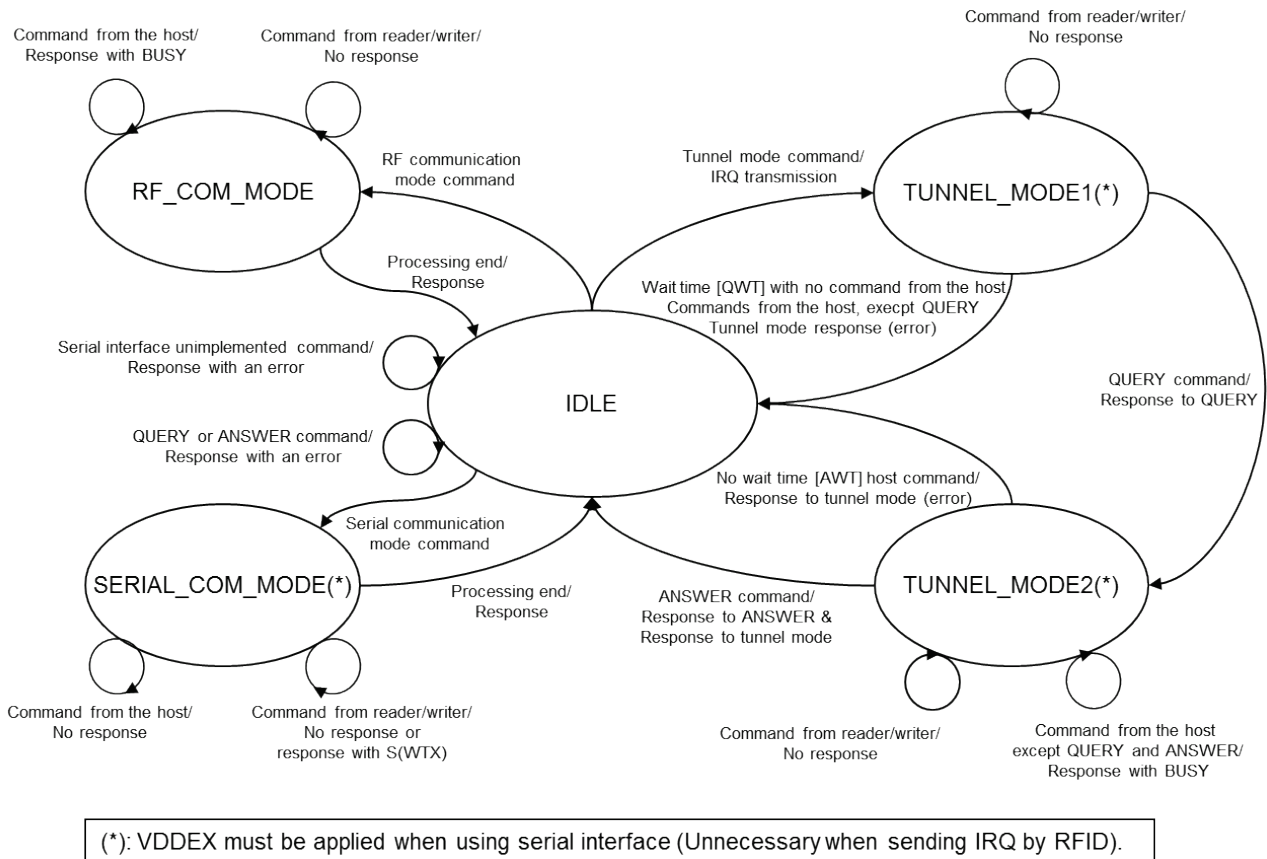 Command from the host/
Response with BUSY
Command from reader/writer/
No response
Command from reader/writer/
No response
RF_COM_MODE
RF communication
mode command
Tunnel mode command/
IRQ transmission
TUNNEL_MODE1(*)
Processing end/
Response
Wait time [QWT] with no command from the host
Commands from the host, execpt QUERY
Tunnel mode response (error)
Serial interface unimplemented command/
Response with an error
IDLE
QUERY command/
Response to QUERY
QUERY or ANSWER command/
Response with an error
No wait time [AWT] host command/
Response to tunnel mode (error)
Serial communication
mode command
SERIAL_COM_MODE(*)
Processing end/
Response
ANSWER command/
Response to ANSWER &
Response to tunnel mode
TUNNEL_MODE2(*)
Command from the host/
No response
Command from reader/writer/
No response or
response with S(WTX)
Command from reader/writer/
No response
Command from the host
except QUERY and ANSWER/
Response with BUSY
(*): VDDEX must be applied when using serial interface (Unnecessary when sending IRQ by RFID).